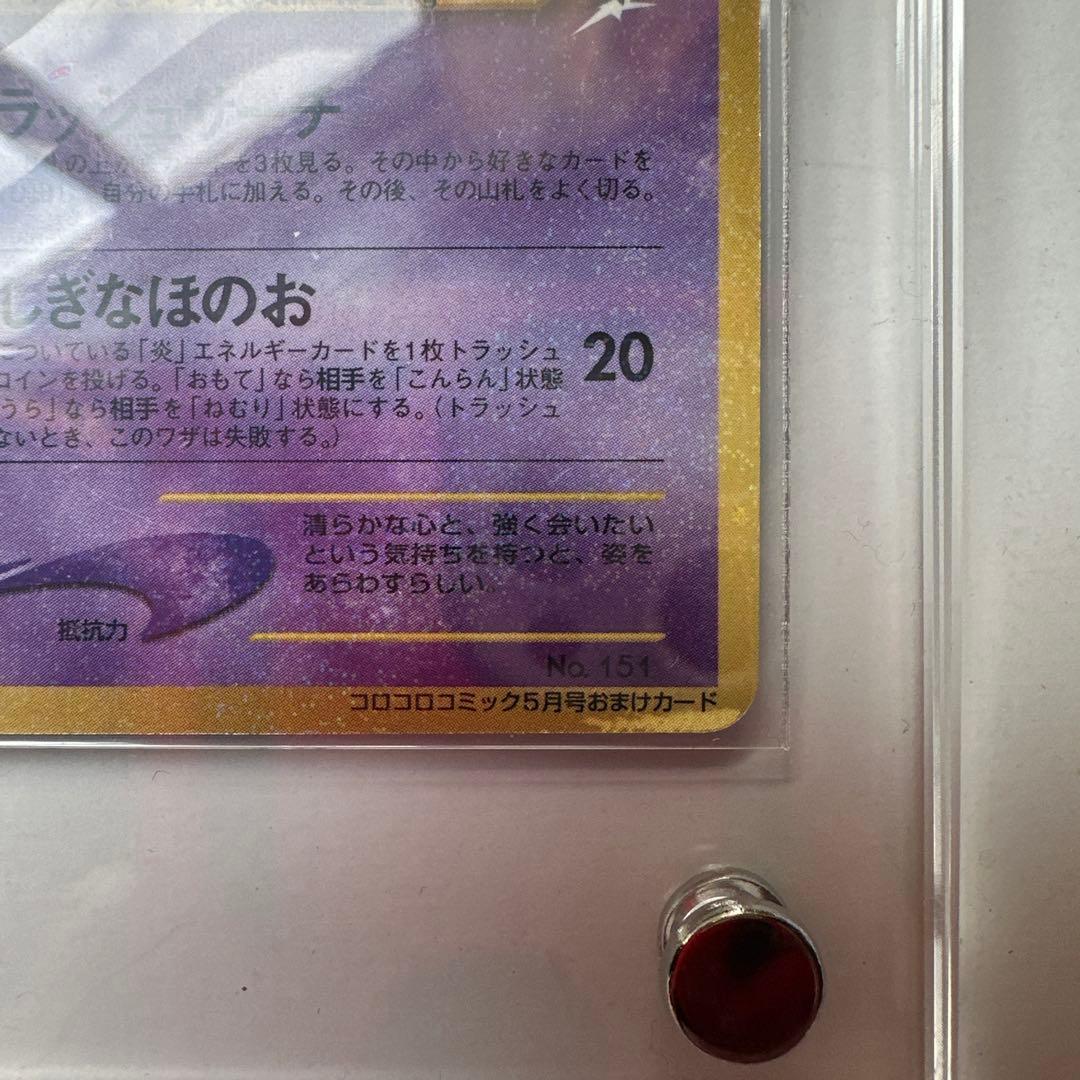 ラッシュサーチ
の上か を3枚見る。その中から好きなカードを
自分の手札に加える。その後、その山札をよく切る。
しぎなほのお
ついている「炎」エネルギーカードを1枚トラッシュ
コインを投げる。「おもて」なら相手を「こんらん」状態
うら」なら相手を「ねむり」状態にする。(トラッシュ
ないとき、このワザは失敗する。)
20
清らかな心と、強く会いたい
という気持ちを持つと、姿を
あらわすらしい。
抵抗力
No. 151
コロコロコミック5月号おまけカード